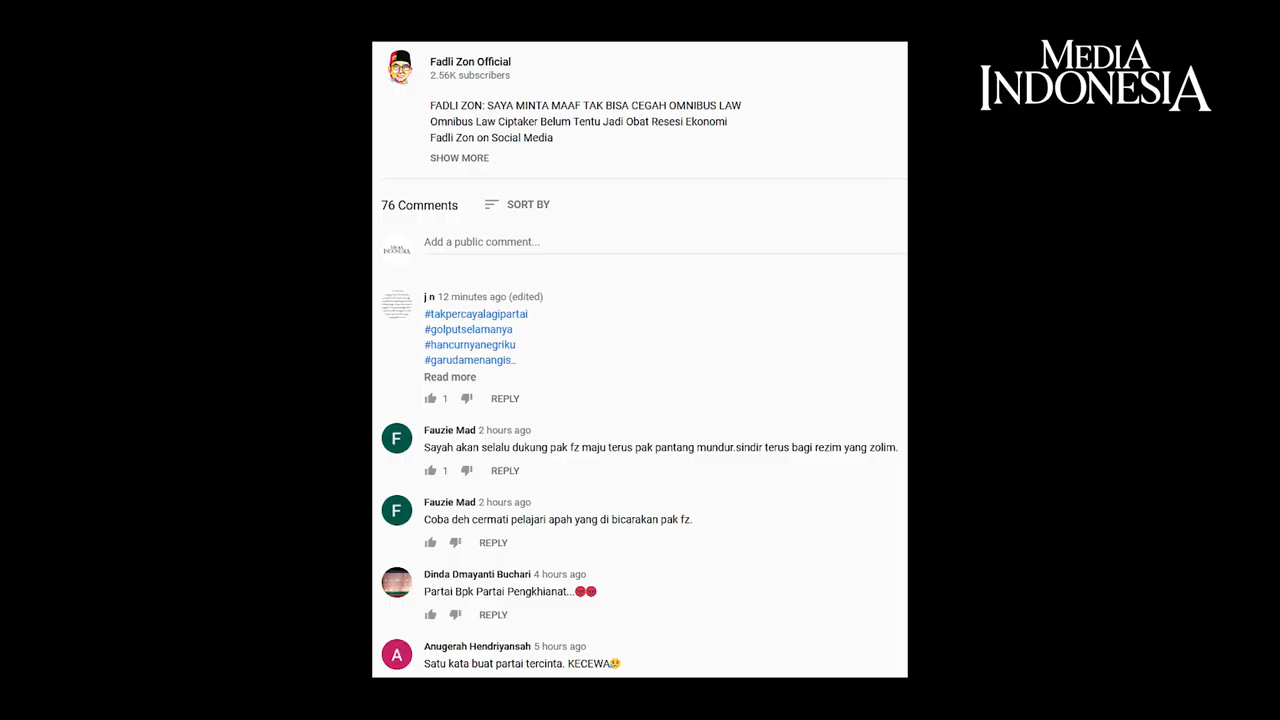 MEDIA
INDONESIA
Fadli Zon Official
2.56K subscribers
FADLI ZON: SAYA MINTA MAAF TAK BISA CEGAH OMNIBUS LAW
Omnibus Law Ciptaker Belum Tentu Jadi Obat Resesi Ekonomi
Fadli Zon on Social Media
SHOW MORE
76 Comments SORT BY
MEDIA
INDONESIA
Add a public comment...
j n 12 minutes ago (edited)
#takpercayalagipartai
#golputselamanya
#hancurnyanegriku
#garudamenangis..
Read more
1 REPLY
F
Fauzie Mad 2 hours ago
Sayah akan selalu dukung pak fz maju terus pak pantang mundur.sindir terus bagi rezim yang zolim.
1 REPLY
F
Fauzie Mad 2 hours ago
Coba deh cermati pelajari apah yang di bicarakan pak fz.
REPLY
Dinda Dmayanti Buchari 4 hours ago
Partai Bpk Partai Pengkhianat...😡😡
REPLY
A
Anugerah Hendriyansah 5 hours ago
Satu kata buat partai tercinta. KECEWA😢